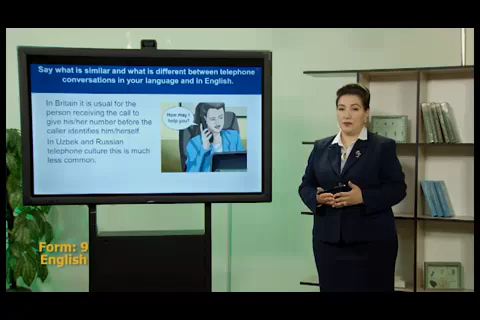 Say what is similar and what is different between telephone
conversations in your language and in English.
In Britain it is usual for the
person receiving the call to
give his/her number before the
caller identifies him/herself.
In Uzbek and Russian
telephone culture this is much
less common.
How may I
help you?
Form: 9
English